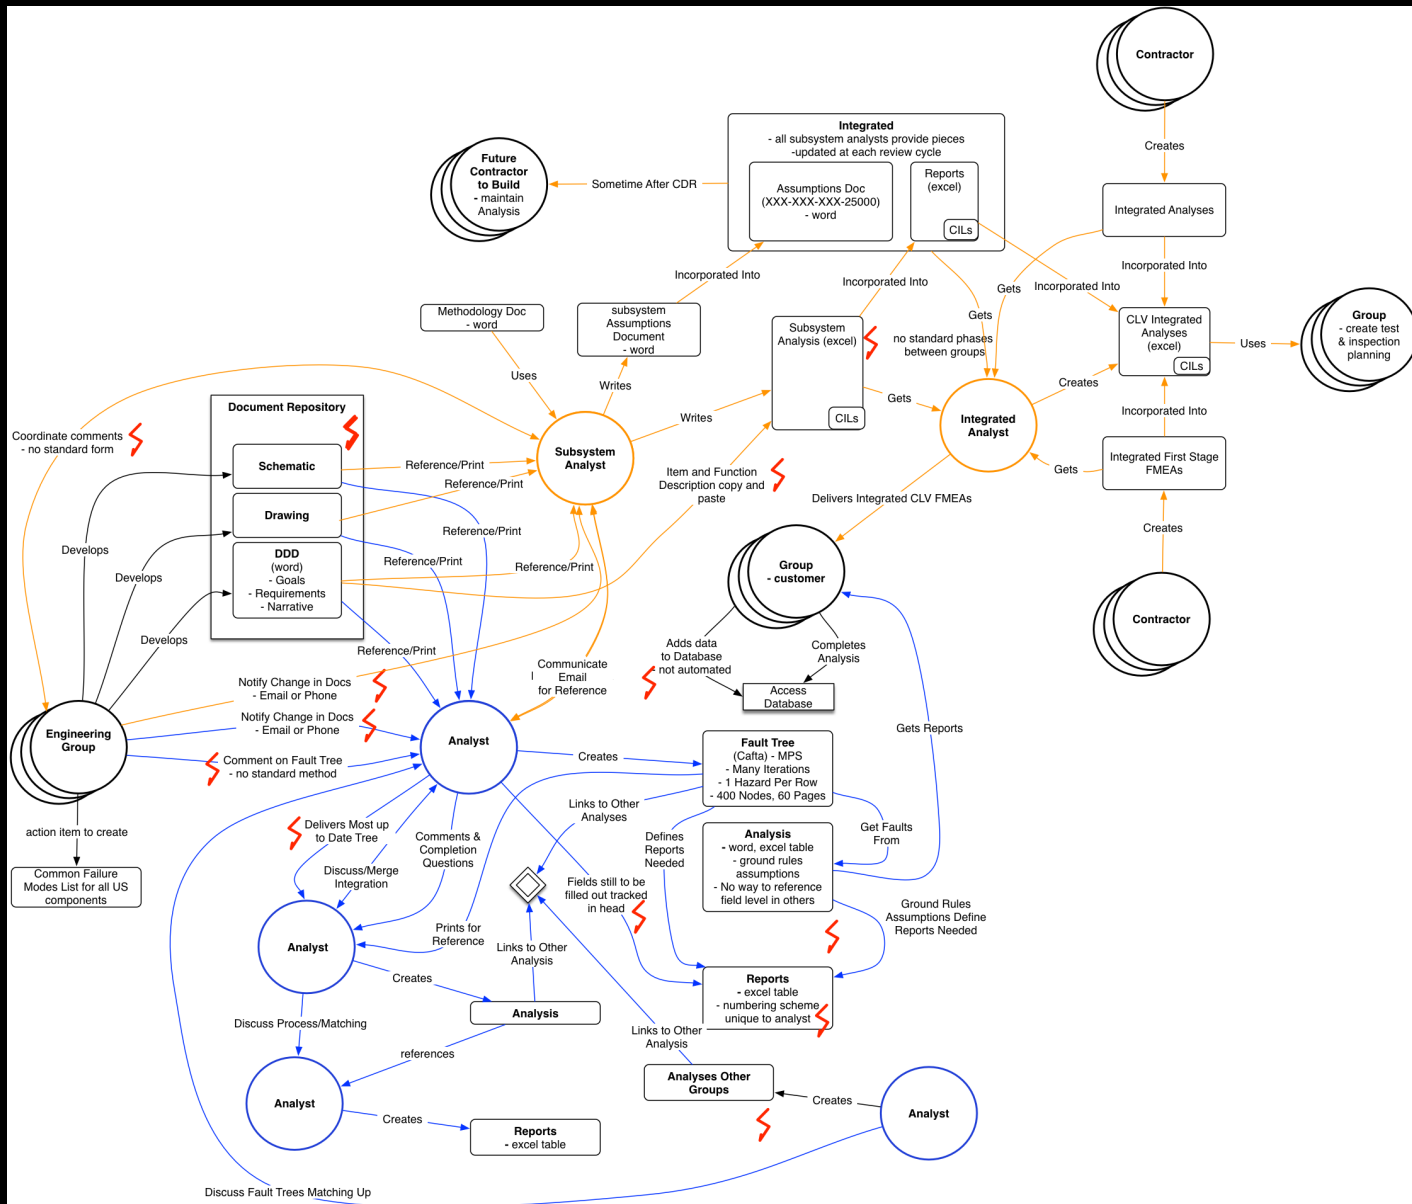 Contractor
Creates
Integrated
- all subsystem analysts provide pieces
-updated at each review cycle
Future
Contractor
to Build
- maintain
Analysis
Sometime After CDR
Assumptions Doc
(XXX-XXX-XXX-25000)
- word
Reports
(excel)
CILs
Integrated Analyses
Incorporated Into
Incorporated Into
Incorporated Into
Gets
Incorporated Into
Methodology Doc
- word
subsystem
Assumptions
Document
- word
Subsystem
Analysis (excel)
CILs
Gets
no standard phases
between groups
CLV Integrated
Analyses
(excel)
CILs
Uses
Group
- create test
& inspection
planning
Uses
Writes
Writes
Gets
Creates
Incorporated Into
Document Repository
Coordinate comments
- no standard form
Schematic
Reference/Print
Reference/Print
Subsystem
Analyst
Integrated
Analyst
Gets
Integrated First Stage
FMEAs
Item and Function
Description copy and
paste
Delivers Integrated CLV FMEAs
Creates
Drawing
Reference/Print
Develops
DDD
(word)
- Goals
- Requirements
- Narrative
Reference/Print
Reference/Print
Develops
Group
- customer
Contractor
Develops
Reference/Print
Adds data
to Database
- not automated
Completes
Analysis
Communicate
Email
for Reference
Access
Database
Notify Change in Docs
- Email or Phone
Notify Change in Docs
- Email or Phone
Engineering
Group
Comment on Fault Tree
- no standard method
Analyst
Creates
Fault Tree
(Cafta) - MPS
- Many Iterations
- 1 Hazard Per Row
- 400 Nodes, 60 Pages
Gets Reports
action item to create
Common Failure
Modes List for all US
components
Delivers Most up
to Date Tree
Comments &
Completion
Questions
Links to Other
Analyses
Defines
Reports
Needed
Get Faults
From
Analysis
- word, excel table
- ground rules
assumptions
- No way to reference
field level in others
Discuss/Merge
Integration
Fields still to be
filled out tracked
in head
Ground Rules
Assumptions Define
Reports Needed
Prints for
Reference
Analyst
Links to Other
Analysis
Creates
Reports
- excel table
- numbering scheme
unique to analyst
Analysis
Discuss Process/Matching
Links to Other
Analysis
references
Analyst
Analyses Other
Groups
Creates
Analyst
Creates
Reports
- excel table
Discuss Fault Trees Matching Up